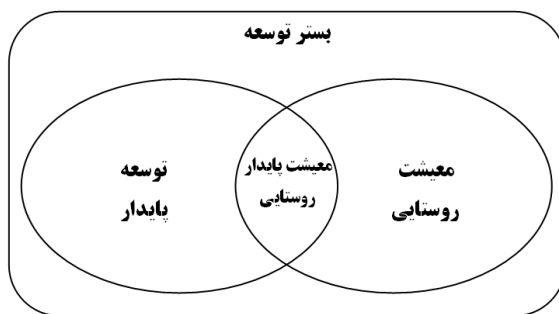 بستر توسعه
معیشت
روستایی
معیشت پایدار
روستایی
توسعه
پایدار